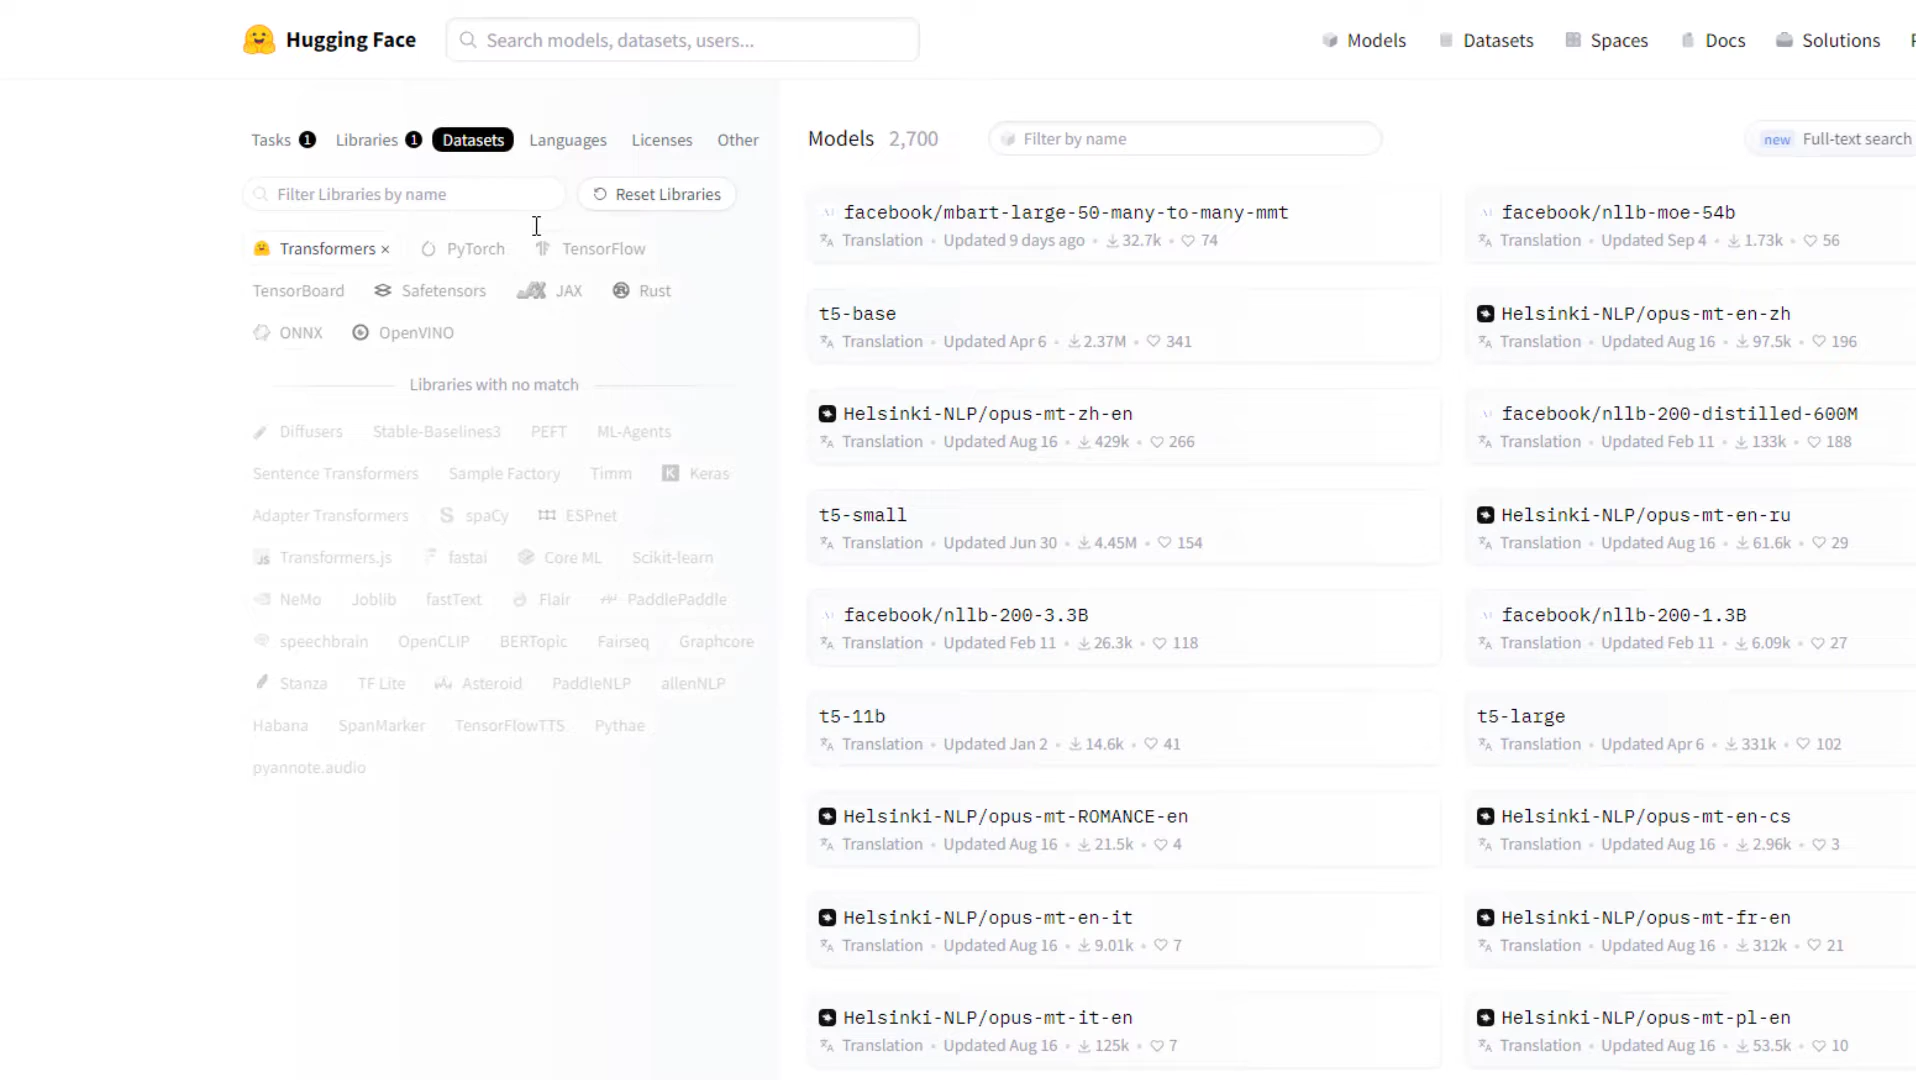 Hugging Face
Search models, datasets, users...
Models Datasets Spaces Docs Solutions
Tasks 1 Libraries 1 Datasets Languages Licenses Other
Filter Libraries by name
Reset Libraries
Transformers × PyTorch TensorFlow
TensorBoard Safetensors JAX Rust
ONNX OpenVINO
Libraries with no match
Diffusers Stable-Baselines3 PEFT ML-Agents
Sentence Transformers Sample Factory Timm Keras
Adapter Transformers spaCy ESPnet
Transformers.js fastai Core ML Scikit-learn
NeMo Joblib fastText Flair PaddlePaddle
speechbrain OpenCLIP BERTopic Fairseq Graphcore
Stanza TF Lite Asteroid PaddleNLP allenNLP
Habana SpanMarker TensorFlowTTS Pythae
pyannote.audio
Models 2,700
Filter by name
new Full-text search
facebook/mbart-large-50-many-to-many-mmt
Translation • Updated 9 days ago • 32.7k • 74
facebook/nllb-moe-54b
Translation • Updated Sep 4 • 1.73k • 56
t5-base
Translation • Updated Apr 6 • 2.37M • 341
Helsinki-NLP/opus-mt-en-zh
Translation • Updated Aug 16 • 97.5k • 196
Helsinki-NLP/opus-mt-zh-en
Translation • Updated Aug 16 • 429k • 266
facebook/nllb-200-distilled-600M
Translation • Updated Feb 11 • 133k • 188
t5-small
Translation • Updated Jun 30 • 4.45M • 154
Helsinki-NLP/opus-mt-en-ru
Translation • Updated Aug 16 • 61.6k • 29
facebook/nllb-200-3.3B
Translation • Updated Feb 11 • 26.3k • 118
facebook/nllb-200-1.3B
Translation • Updated Feb 11 • 6.09k • 27
t5-11b
Translation • Updated Jan 2 • 14.6k • 41
t5-large
Translation • Updated Apr 6 • 331k • 102
Helsinki-NLP/opus-mt-ROMANCE-en
Translation • Updated Aug 16 • 21.5k • 4
Helsinki-NLP/opus-mt-en-cs
Translation • Updated Aug 16 • 2.96k • 3
Helsinki-NLP/opus-mt-en-it
Translation • Updated Aug 16 • 9.01k • 7
Helsinki-NLP/opus-mt-fr-en
Translation • Updated Aug 16 • 312k • 21
Helsinki-NLP/opus-mt-it-en
Translation • Updated Aug 16 • 125k • 7
Helsinki-NLP/opus-mt-pl-en
Translation • Updated Aug 16 • 53.5k • 10